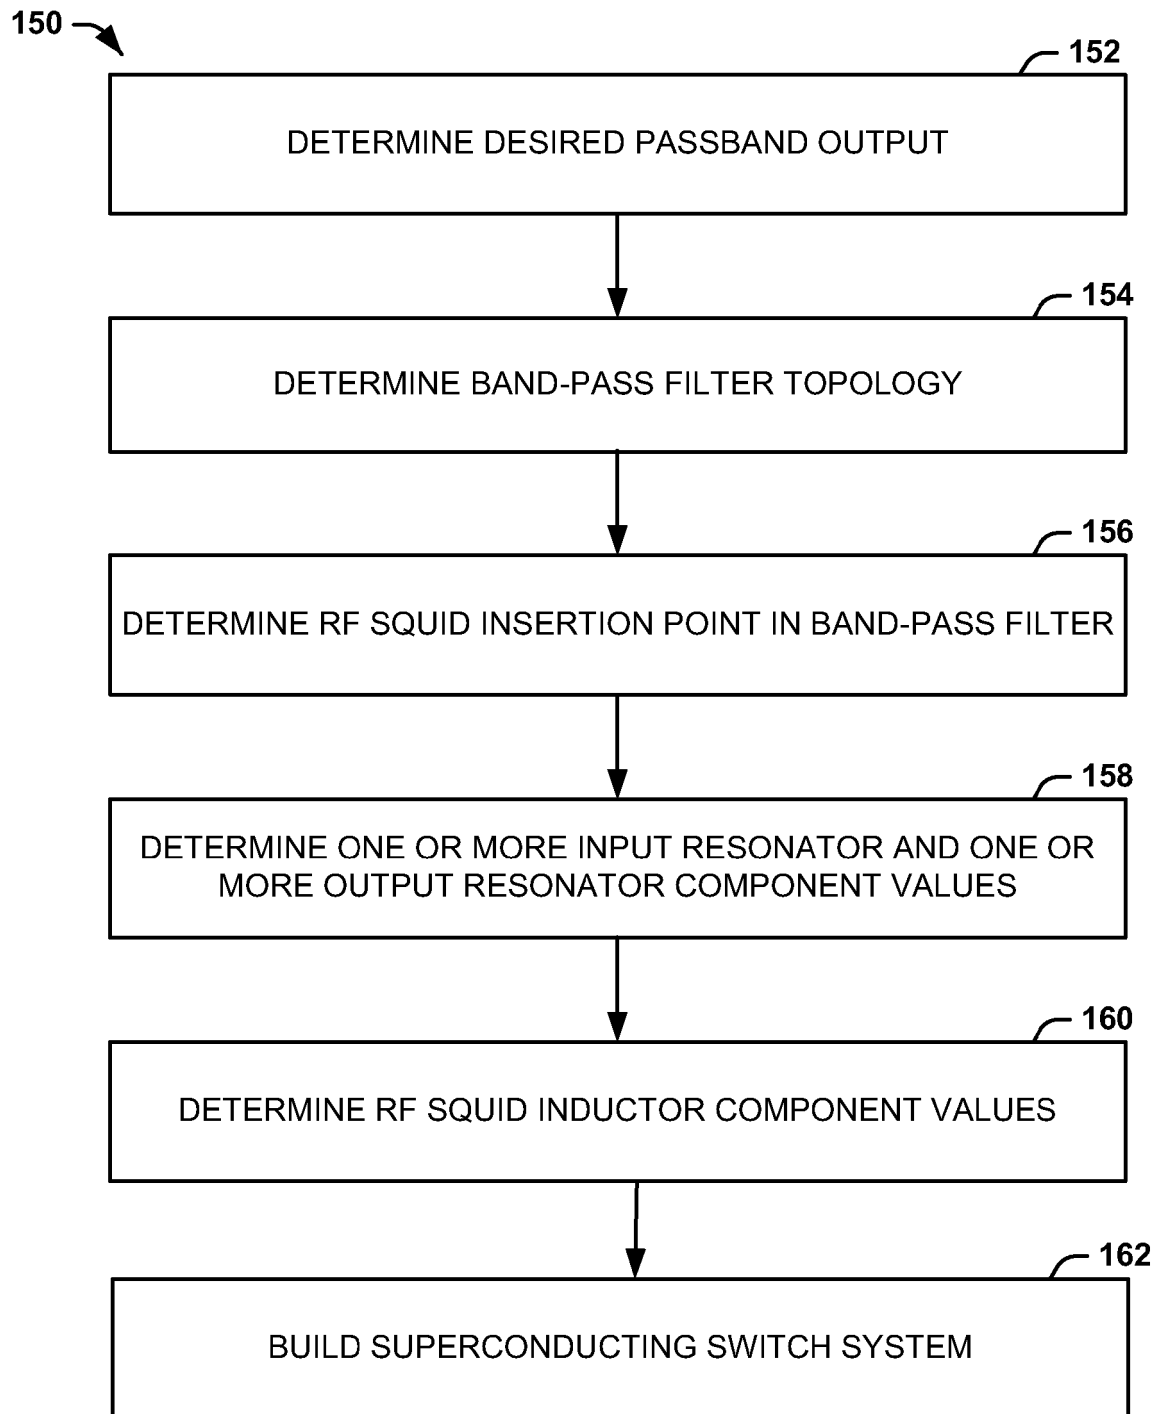 150
152
DETERMINE DESIRED PASSBAND OUTPUT
154
DETERMINE BAND-PASS FILTER TOPOLOGY
156
DETERMINE RF SQUID INSERTION POINT IN BAND-PASS FILTER
158
DETERMINE ONE OR MORE INPUT RESONATOR AND ONE OR
MORE OUTPUT RESONATOR COMPONENT VALUES
160
DETERMINE RF SQUID INDUCTOR COMPONENT VALUES
162
BUILD SUPERCONDUCTING SWITCH SYSTEM